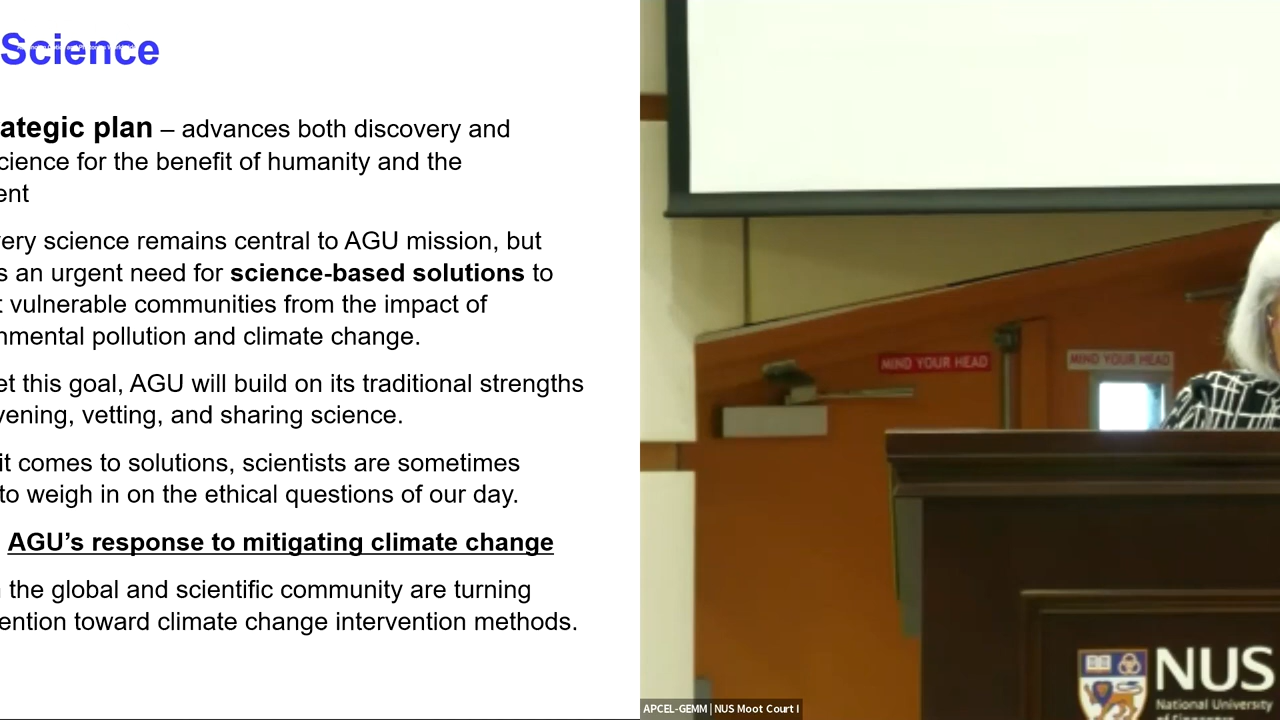 Science
ategic plan – advances both discovery and
cience for the benefit of humanity and the
ent
very science remains central to AGU mission, but
s an urgent need for science-based solutions to
t vulnerable communities from the impact of
nmental pollution and climate change.
et this goal, AGU will build on its traditional strengths
vening, vetting, and sharing science.
it comes to solutions, scientists are sometimes
to weigh in on the ethical questions of our day.
AGU’s response to mitigating climate change
the global and scientific community are turning
ention toward climate change intervention methods.
MIND YOUR HEAD
MIND YOUR HEAD
NUS
National University
of Singapore
APCEL-GEMM | NUS Moot Court I